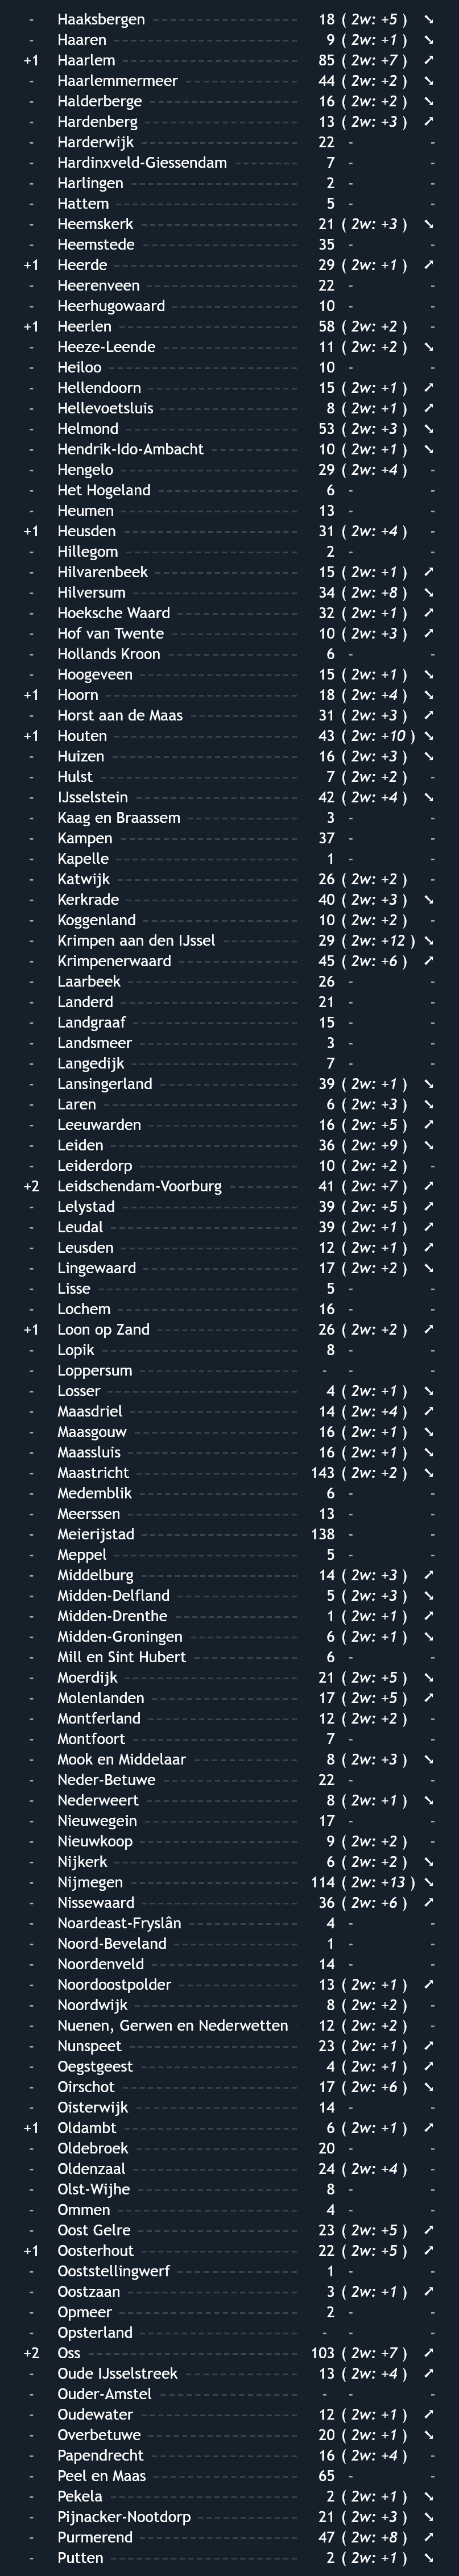 - Haaksbergen 18 ( 2w: +5 ) ➘
- Haaren 9 ( 2w: +1 ) ➘
+1 Haarlem 85 ( 2w: +7 ) ➚
- Haarlemmermeer 44 ( 2w: +2 ) ➘
- Halderberge 16 ( 2w: +2 ) ➘
- Hardenberg 13 ( 2w: +3 ) ➚
- Harderwijk 22 - -
- Hardinxveld-Giessendam 7 - -
- Harlingen 2 - -
- Hattem 5 - -
- Heemskerk 21 ( 2w: +3 ) ➘
- Heemstede 35 - -
+1 Heerde 29 ( 2w: +1 ) ➚
- Heerenveen 22 - -
- Heerhugowaard 10 - -
+1 Heerlen 58 ( 2w: +2 ) -
- Heeze-Leende 11 ( 2w: +2 ) ➘
- Heiloo 10 - -
- Hellendoorn 15 ( 2w: +1 ) ➚
- Hellevoetsluis 8 ( 2w: +1 ) ➚
- Helmond 53 ( 2w: +3 ) ➘
- Hendrik-Ido-Ambacht 10 ( 2w: +1 ) ➘
- Hengelo 29 ( 2w: +4 ) -
- Het Hogeland 6 - -
- Heumen 13 - -
+1 Heusden 31 ( 2w: +4 ) -
- Hillegom 2 - -
- Hilvarenbeek 15 ( 2w: +1 ) ➚
- Hilversum 34 ( 2w: +8 ) ➘
- Hoeksche Waard 32 ( 2w: +1 ) ➚
- Hof van Twente 10 ( 2w: +3 ) ➚
- Hollands Kroon 6 - -
- Hoogeveen 15 ( 2w: +1 ) ➘
+1 Hoorn 18 ( 2w: +4 ) ➘
- Horst aan de Maas 31 ( 2w: +3 ) ➚
+1 Houten 43 ( 2w: +10 ) ➘
- Huizen 16 ( 2w: +3 ) ➘
- Hulst 7 ( 2w: +2 ) -
- IJsselstein 42 ( 2w: +4 ) ➘
- Kaag en Braassem 3 - -
- Kampen 37 - -
- Kapelle 1 - -
- Katwijk 26 ( 2w: +2 ) -
- Kerkrade 40 ( 2w: +3 ) ➘
- Koggenland 10 ( 2w: +2 ) -
- Krimpen aan den IJssel 29 ( 2w: +12 ) ➘
- Krimpenerwaard 45 ( 2w: +6 ) ➚
- Laarbeek 26 - -
- Landerd 21 - -
- Landgraaf 15 - -
- Landsmeer 3 - -
- Langedijk 7 - -
- Lansingerland 39 ( 2w: +1 ) ➘
- Laren 6 ( 2w: +3 ) ➘
- Leeuwarden 16 ( 2w: +5 ) ➚
- Leiden 36 ( 2w: +9 ) ➘
- Leiderdorp 10 ( 2w: +2 ) -
+2 Leidschendam-Voorburg 41 ( 2w: +7 ) ➚
- Lelystad 39 ( 2w: +5 ) ➚
- Leudal 39 ( 2w: +1 ) ➚
- Leusden 12 ( 2w: +1 ) ➚
- Lingewaard 17 ( 2w: +2 ) ➘
- Lisse 5 - -
- Lochem 16 - -
+1 Loon op Zand 26 ( 2w: +2 ) ➚
- Lopik 8 - -
- Loppersum - - -
- Losser 4 ( 2w: +1 ) ➘
- Maasdriel 14 ( 2w: +4 ) ➚
- Maasgouw 16 ( 2w: +1 ) ➘
- Maassluis 16 ( 2w: +1 ) ➘
- Maastricht 143 ( 2w: +2 ) ➘
- Medemblik 6 - -
- Meerssen 13 - -
- Meierijstad 138 - -
- Meppel 5 - -
- Middelburg 14 ( 2w: +3 ) ➚
- Midden-Delfland 5 ( 2w: +3 ) ➘
- Midden-Drenthe 1 ( 2w: +1 ) ➚
- Midden-Groningen 6 ( 2w: +1 ) ➘
- Mill en Sint Hubert 6 - -
- Moerdijk 21 ( 2w: +5 ) ➘
- Molenlanden 17 ( 2w: +5 ) ➚
- Montferland 12 ( 2w: +2 ) -
- Montfoort 7 - -
- Mook en Middelaar 8 ( 2w: +3 ) ➘
- Neder-Betuwe 22 - -
- Nederweert 8 ( 2w: +1 ) ➘
- Nieuwegein 17 - -
- Nieuwkoop 9 ( 2w: +2 ) -
- Nijkerk 6 ( 2w: +2 ) ➘
- Nijmegen 114 ( 2w: +13 ) ➘
- Nissewaard 36 ( 2w: +6 ) ➚
- Noardeast-Fryslân 4 - -
- Noord-Beveland 1 - -
- Noordenveld 14 - -
- Noordoostpolder 13 ( 2w: +1 ) ➚
- Noordwijk 8 ( 2w: +2 ) -
- Nuenen, Gerwen en Nederwetten 12 ( 2w: +2 ) -
- Nunspeet 23 ( 2w: +1 ) ➚
- Oegstgeest 4 ( 2w: +1 ) ➚
- Oirschot 17 ( 2w: +6 ) ➘
- Oisterwijk 14 - -
+1 Oldambt 6 ( 2w: +1 ) ➚
- Oldebroek 20 - -
- Oldenzaal 24 ( 2w: +4 ) -
- Olst-Wijhe 8 - -
- Ommen 4 - -
- Oost Gelre 23 ( 2w: +5 ) ➚
+1 Oosterhout 22 ( 2w: +5 ) ➚
- Ooststellingwerf 1 - -
- Oostzaan 3 ( 2w: +1 ) ➚
- Opmeer 2 - -
- Opsterland - - -
+2 Oss 103 ( 2w: +7 ) ➚
- Oude IJsselstreek 13 ( 2w: +4 ) ➚
- Ouder-Amstel - - -
- Oudewater 12 ( 2w: +1 ) ➚
- Overbetuwe 20 ( 2w: +1 ) ➘
- Papendrecht 16 ( 2w: +4 ) -
- Peel en Maas 65 - -
- Pekela 2 ( 2w: +1 ) ➘
- Pijnacker-Nootdorp 21 ( 2w: +3 ) ➘
- Purmerend 47 ( 2w: +8 ) ➚
- Putten 2 ( 2w: +1 ) ➘